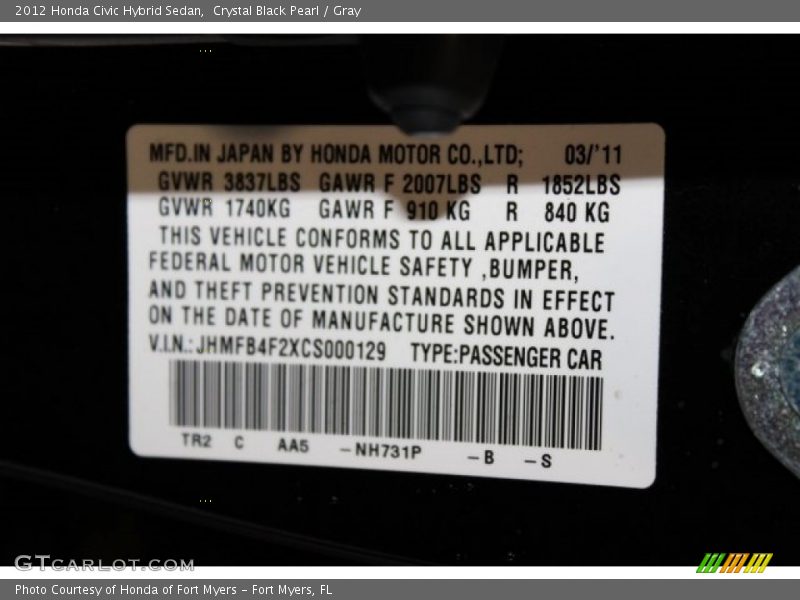 2012 Honda Civic Hybrid Sedan,  Crystal Black Pearl / Gray
MFD.IN JAPAN BY HONDA MOTOR CO.,LTD; 03/'11
GVWR 3837LBS GAWR F 2007LBS R 1852LBS
GVWR 1740KG GAWR F 910 KG R 840 KG
THIS VEHICLE CONFORMS TO ALL APPLICABLE
FEDERAL MOTOR VEHICLE SAFETY ,BUMPER,
AND THEFT PREVENTION STANDARDS IN EFFECT
ON THE DATE OF MANUFACTURE SHOWN ABOVE.
V.I.N.: JHMFB4F2XCS000129 TYPE:PASSENGER CAR
TR2 C AA5 –NH731P –B –S
GTCARLOT.COM
Photo Courtesy of Honda of Fort Myers – Fort Myers, FL